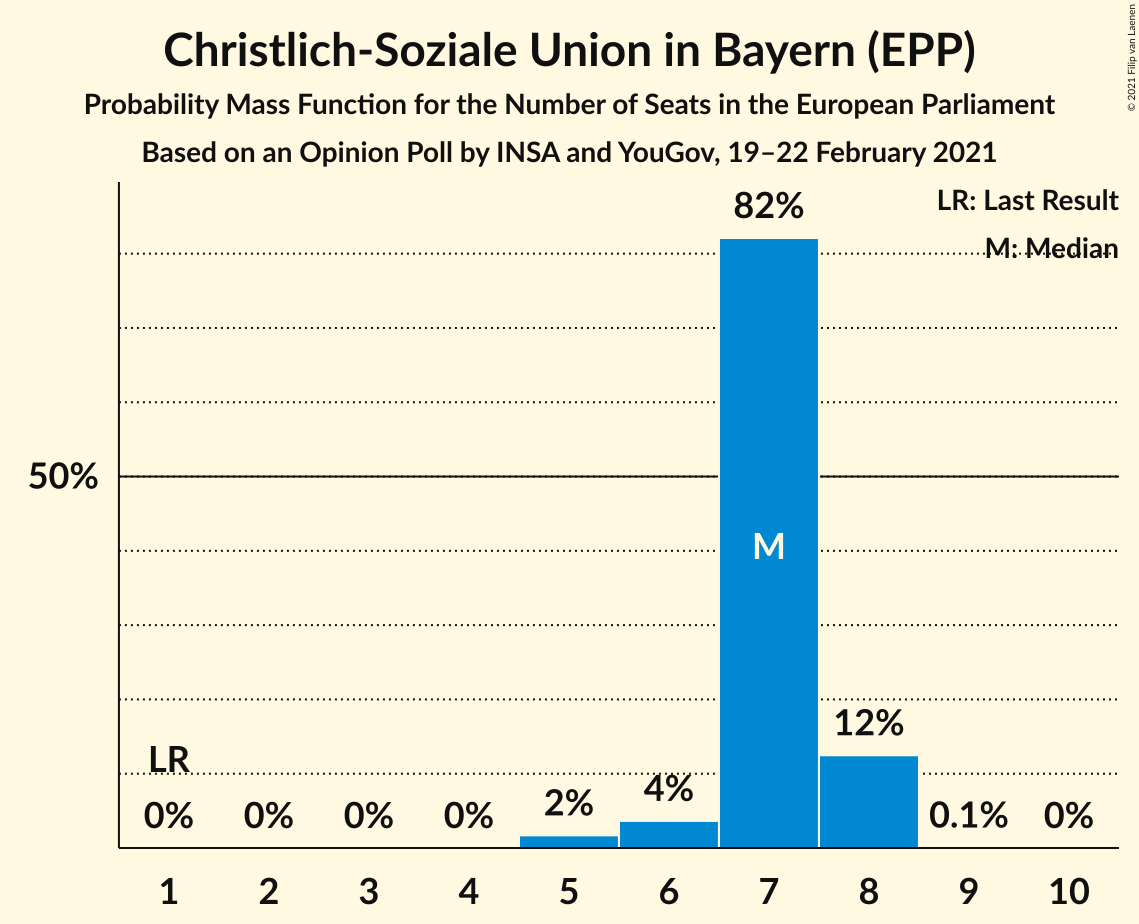 Christlich-Soziale Union in Bayern (EPP)
Probability Mass Function for the Number of Seats in the European Parliament
Based on an Opinion Poll by INSA and YouGov, 19–22 February 2021
© 2021 Filip van Laenen
LR: Last Result
M: Median
82%
50%
M
12%
LR
4%
2%
0% 0% 0% 0% 0.1% 0%
1 2 3 4 5 6 7 8 9 10